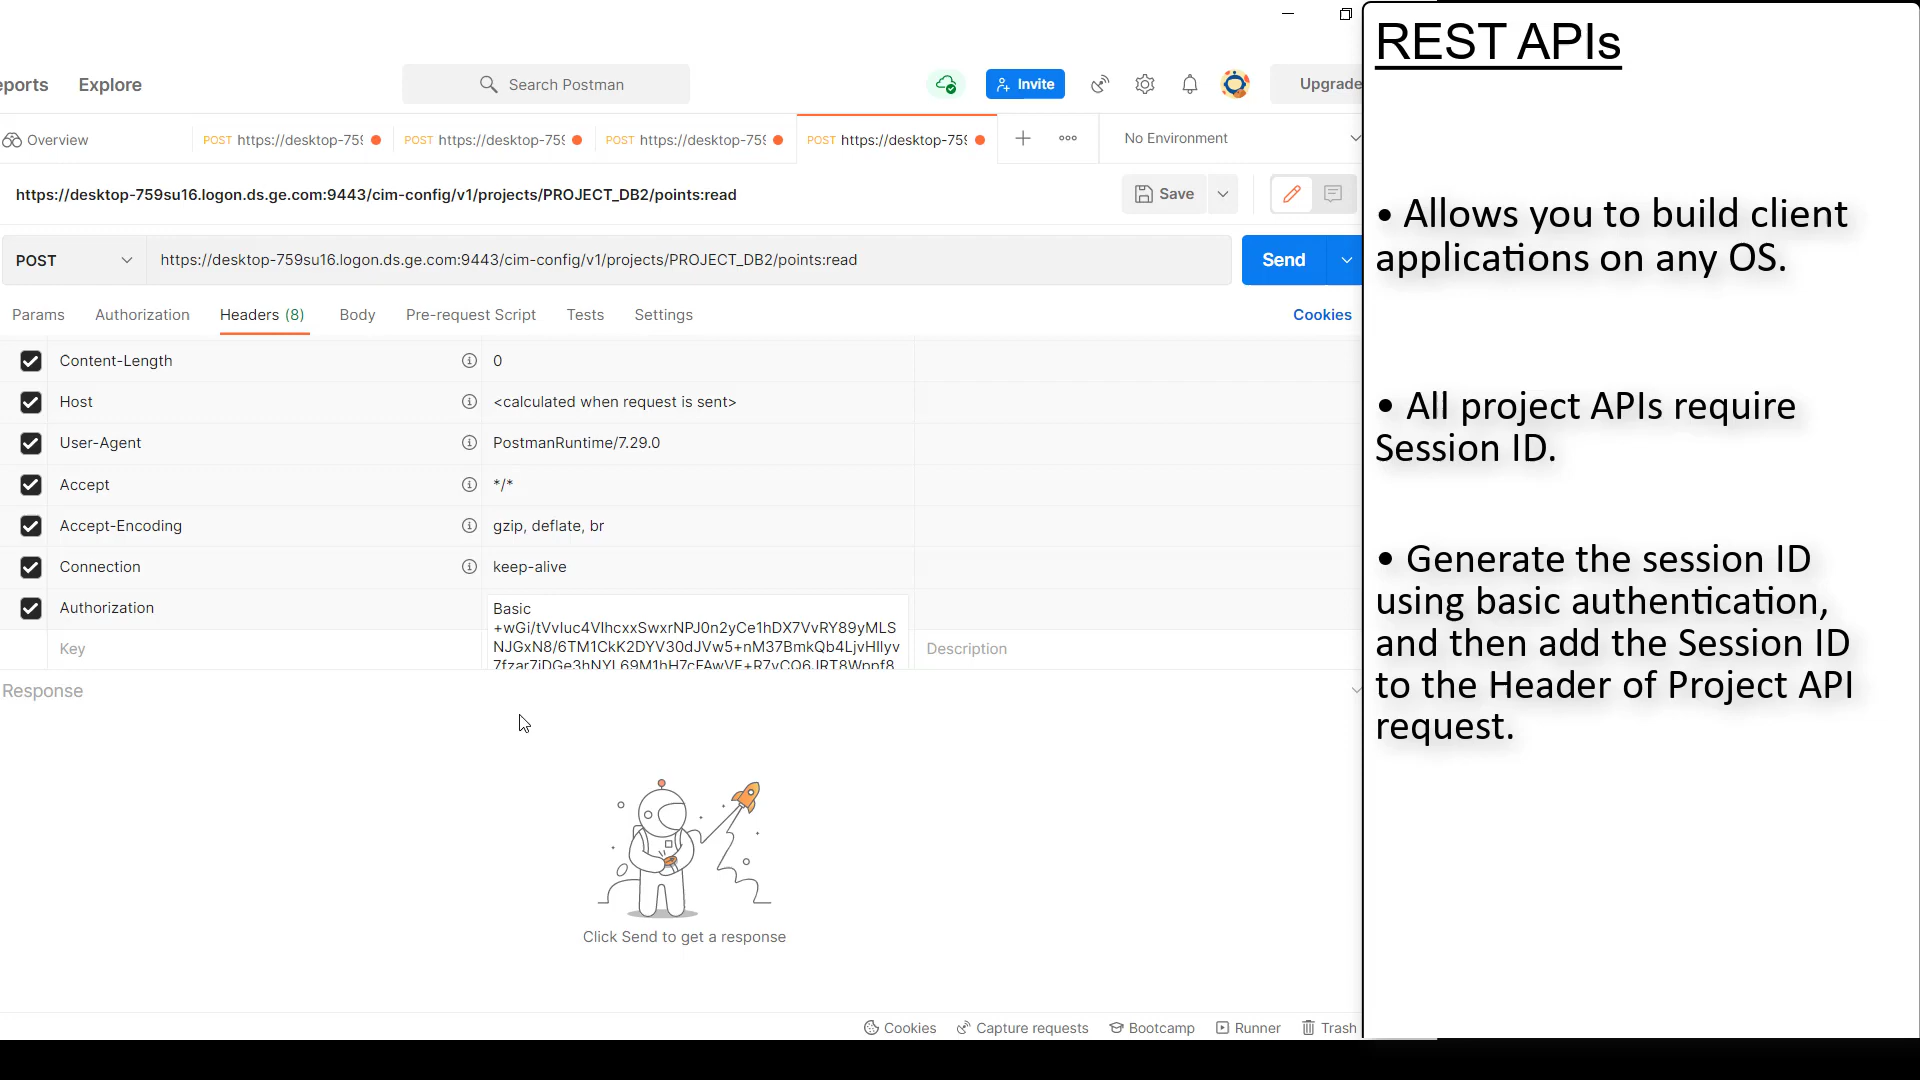 REST APIs
eports Explore Search Postman Invite Upgrade
Overview POST https://desktop-759 POST https://desktop-759 POST https://desktop-759 POST https://desktop-759 No Environment
https://desktop-759su16.logon.ds.ge.com:9443/cim-config/v1/projects/PROJECT_DB2/points:read Save
POST https://desktop-759su16.logon.ds.ge.com:9443/cim-config/v1/projects/PROJECT_DB2/points:read Send
Params Authorization Headers (8) Body Pre-request Script Tests Settings Cookies
Content-Length 0
Host <calculated when request is sent>
User-Agent PostmanRuntime/7.29.0
Accept */*
Accept-Encoding gzip, deflate, br
Connection keep-alive
Authorization Basic
+wGi/tVvIuc4VlhcxxSwxrNPJ0n2yCe1hDX7VvRY89yMLS
NJGxN8/6TM1CkK2DYV30dJVw5+nM37BmkQb4LjvHIlyv
Key Description
Response
Click Send to get a response
Cookies Capture requests Bootcamp Runner Trash
• Allows you to build client
applications on any OS.
• All project APIs require
Session ID.
• Generate the session ID
using basic authentication,
and then add the Session ID
to the Header of Project API
request.